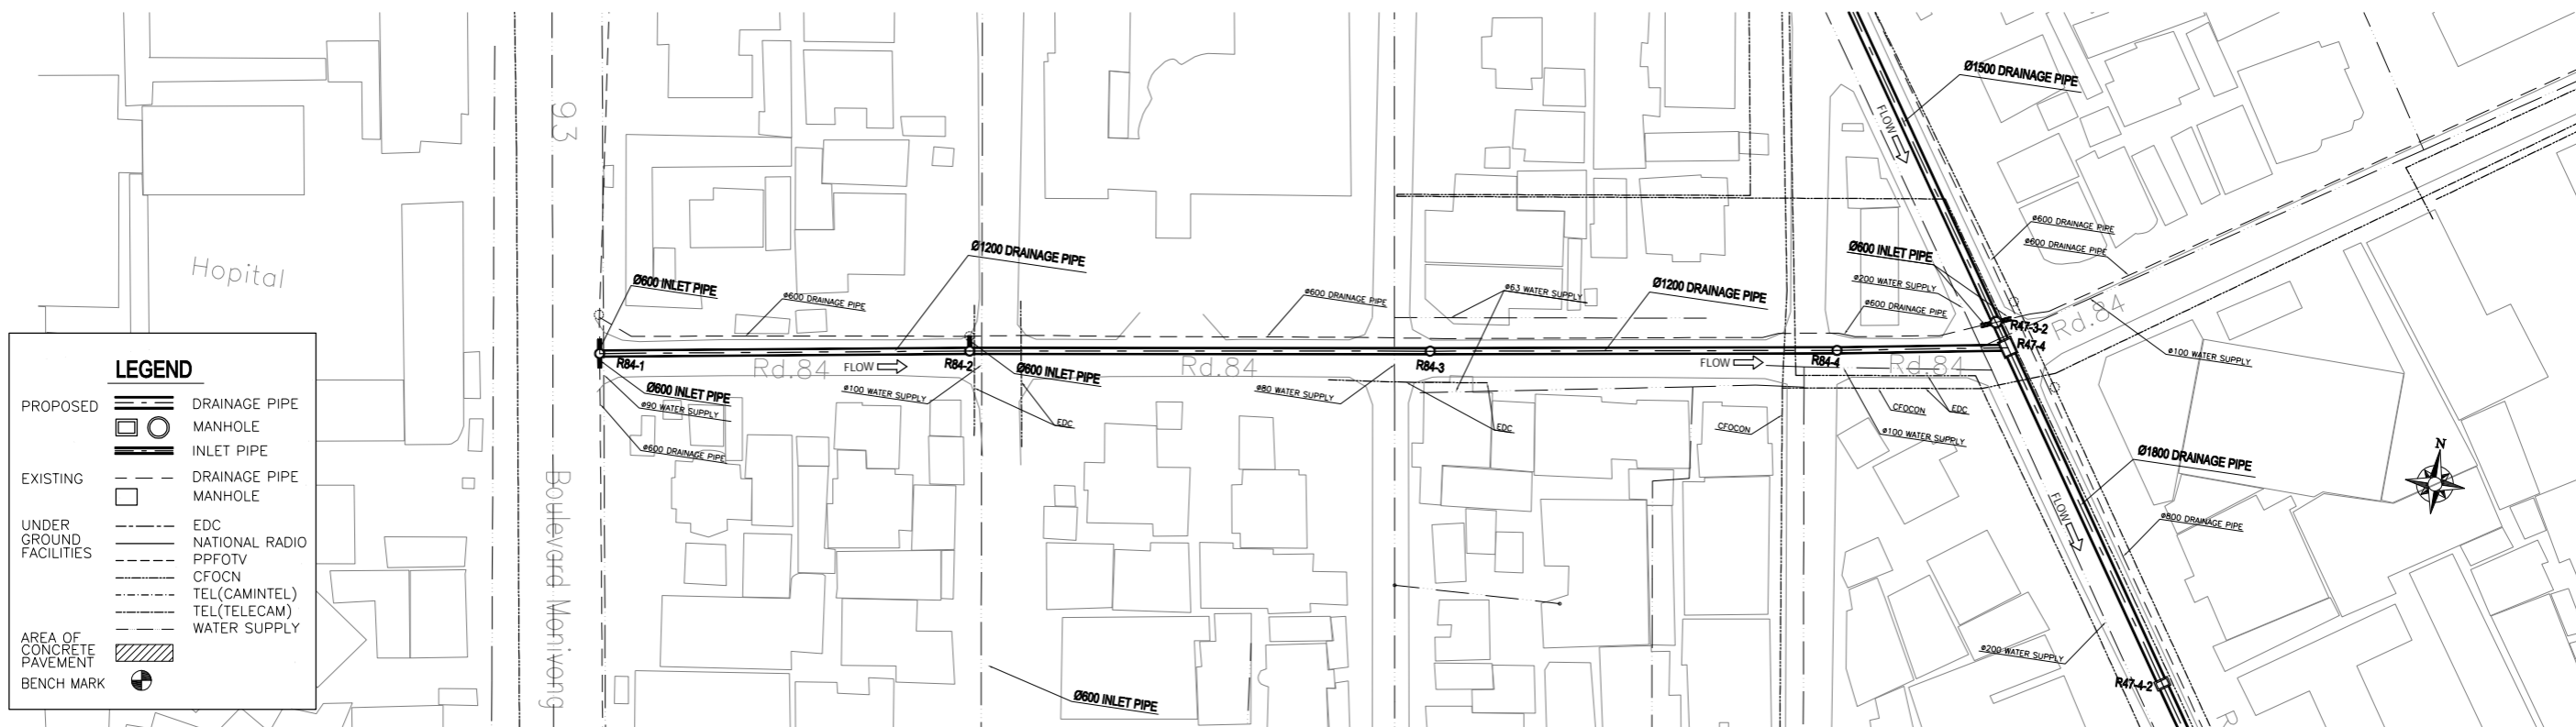 93
Boulevard Monivong
Hopital
Ø1500 DRAINAGE PIPE
FLOW
Ø600 INLET PIPE
ø600 DRAINAGE PIPE
Ø1200 DRAINAGE PIPE
ø600 DRAINAGE PIPE
ø63 WATER SUPPLY
Ø1200 DRAINAGE PIPE
Ø600 INLET PIPE
ø200 WATER SUPPLY
ø600 DRAINAGE PIPE
ø600 DRAINAGE PIPE
ø600 DRAINAGE PIPE
R47-3-2
R47-4
Rd.84
ø100 WATER SUPPLY
R84-1
Rd.84
FLOW
R84-2
Rd.84
R84-3
FLOW
R84-4
Rd.84
Ø600 INLET PIPE
ø90 WATER SUPPLY
ø600 DRAINAGE PIPE
ø100 WATER SUPPLY
Ø600 INLET PIPE
EDC
ø80 WATER SUPPLY
EDC
CFOCON
CFOCON
EDC
ø100 WATER SUPPLY
Ø1800 DRAINAGE PIPE
FLOW
ø800 DRAINAGE PIPE
N
ø200 WATER SUPPLY
R47-4-2
Ø600 INLET PIPE
LEGEND
PROPOSED
DRAINAGE PIPE
MANHOLE
INLET PIPE
EXISTING
DRAINAGE PIPE
MANHOLE
UNDER
GROUND
FACILITIES
EDC
NATIONAL RADIO
PPFOTV
CFOCN
TEL(CAMINTEL)
TEL(TELECAM)
WATER SUPPLY
AREA OF
CONCRETE
PAVEMENT
BENCH MARK